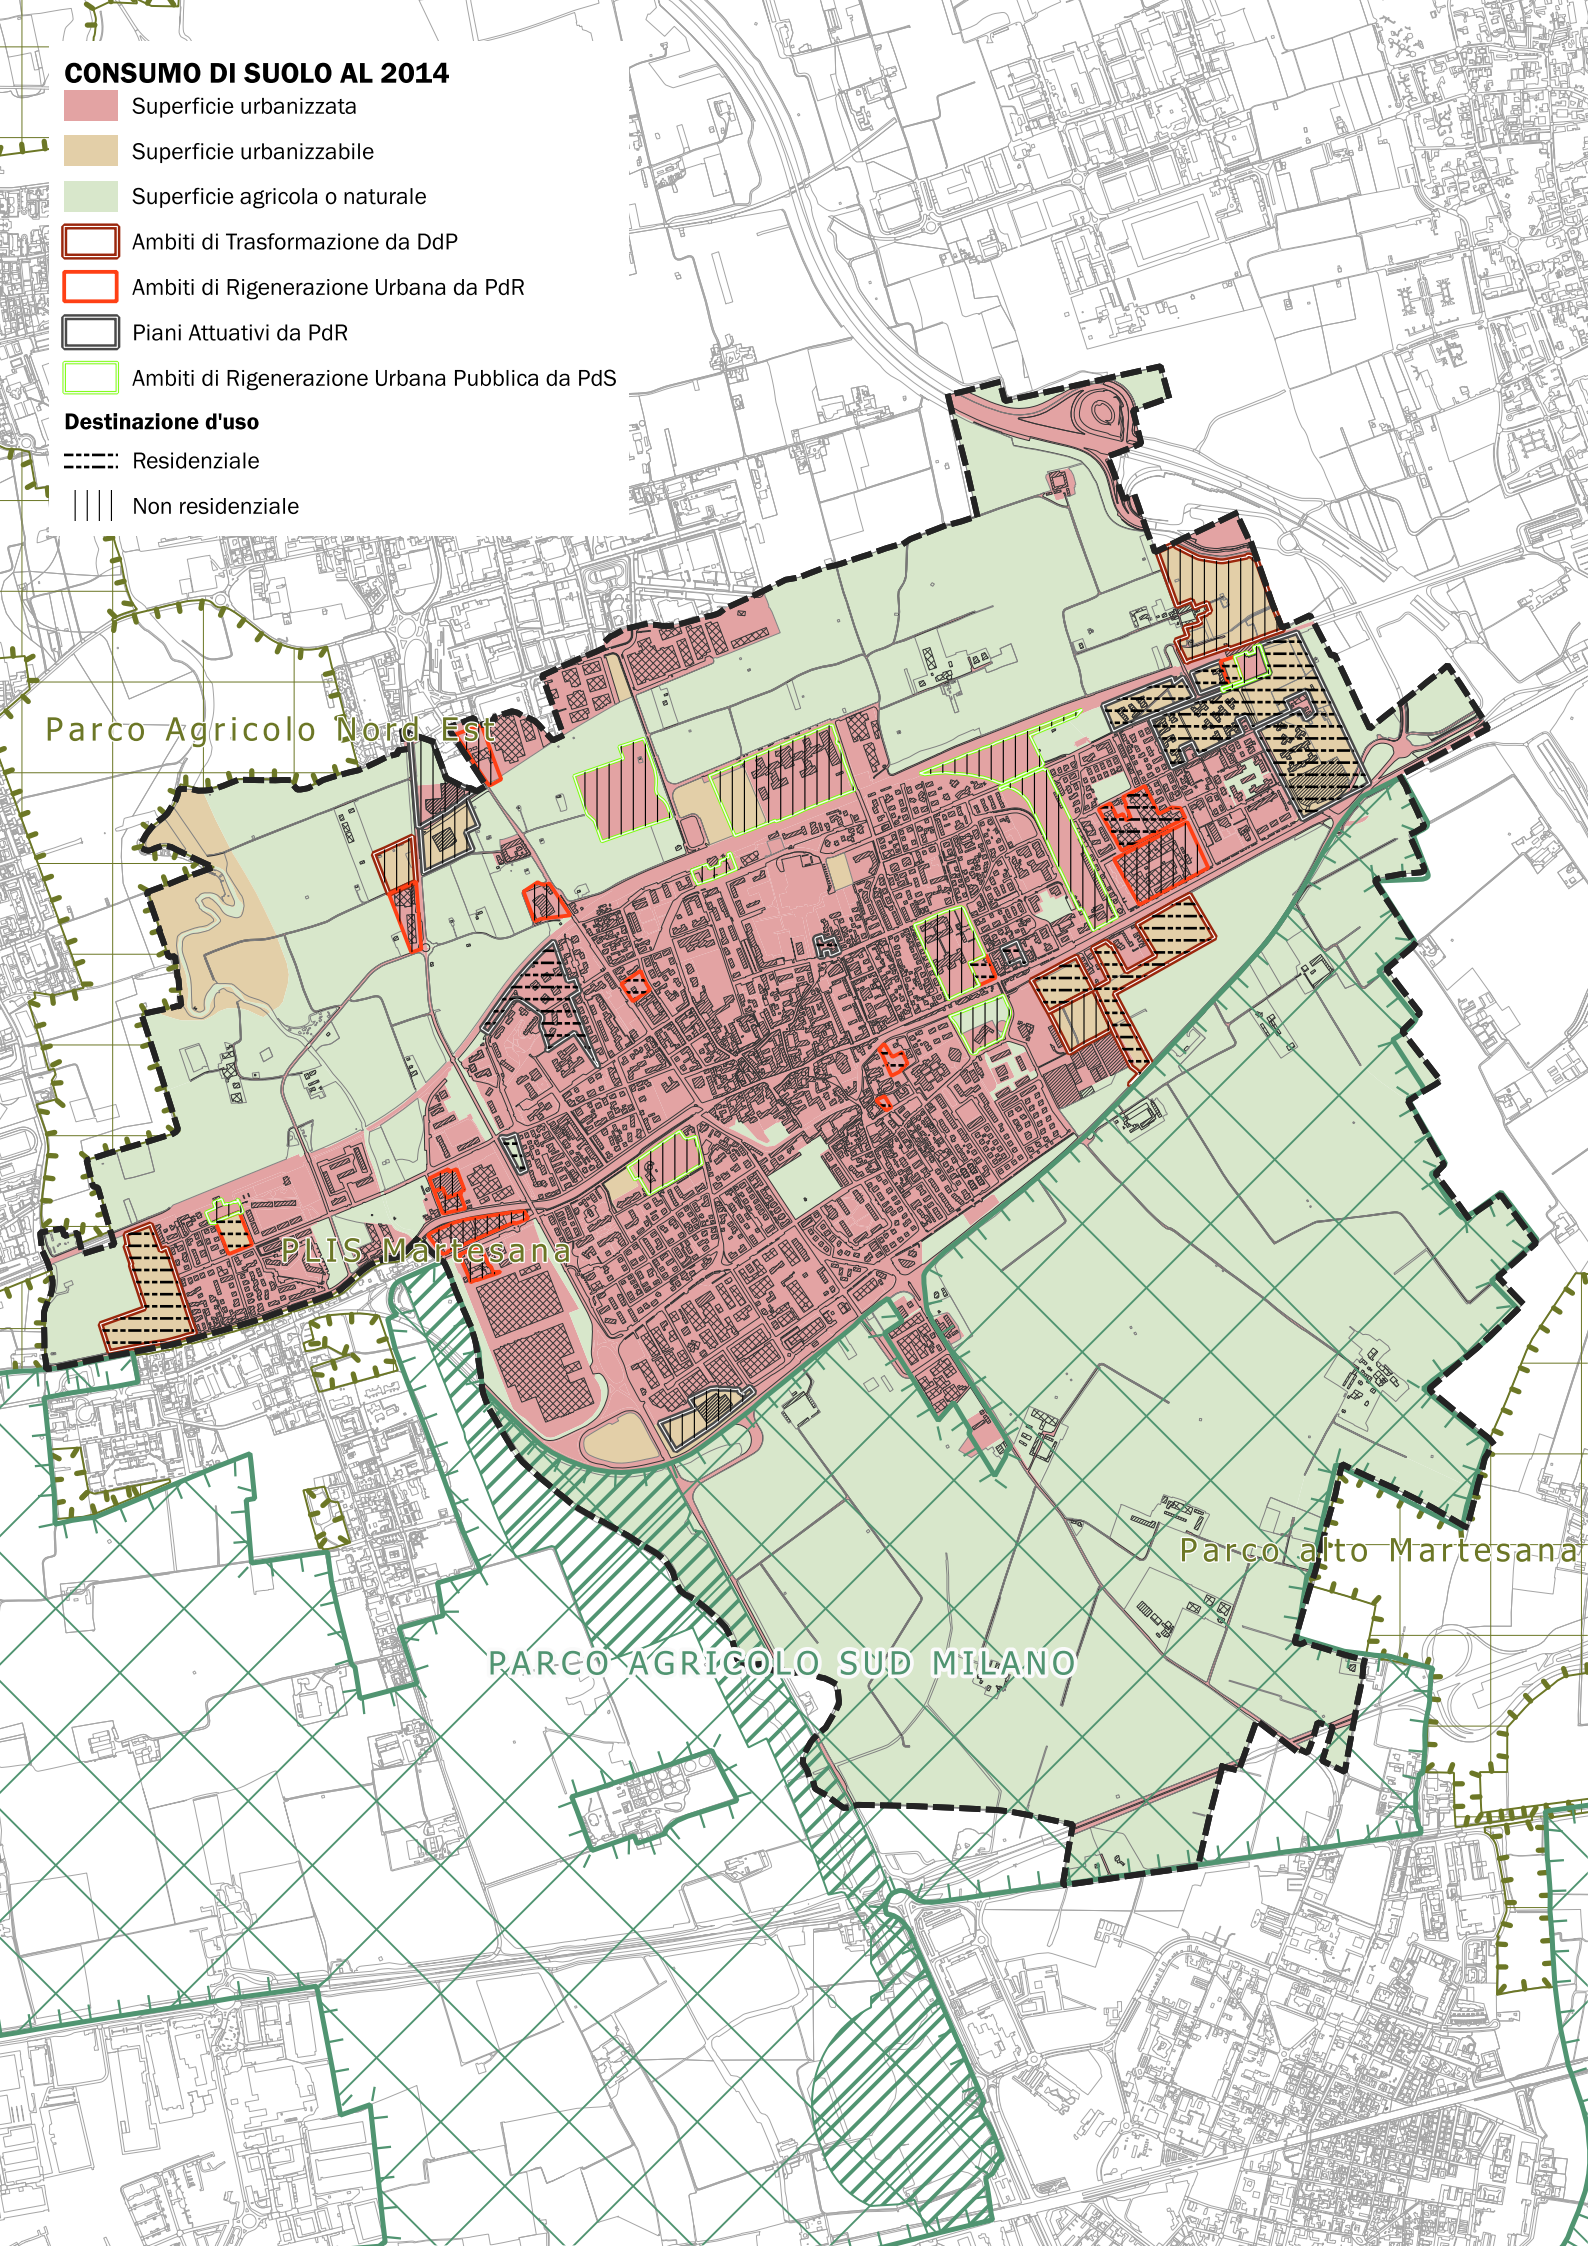 CONSUMO DI SUOLO AL 2014
Superficie urbanizzata
Superficie urbanizzabile
Superficie agricola o naturale
Ambiti di Trasformazione da DdP
Ambiti di Rigenerazione Urbana da PdR
Piani Attuativi da PdR
Ambiti di Rigenerazione Urbana Pubblica da PdS
Destinazione d'uso
Residenziale
Non residenziale
Parco Agricolo Nord Est
PLIS Martesana
Parco alto Martesana
PARCO AGRICOLO SUD MILANO